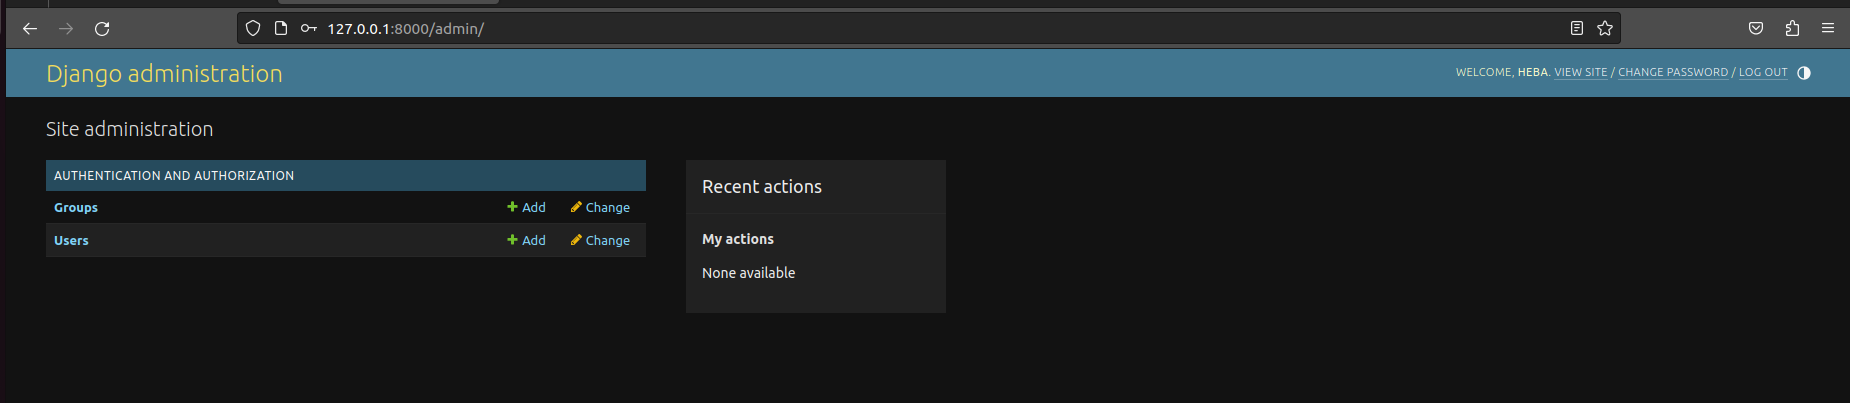 127.0.0.1:8000/admin/
Django administration
WELCOME, HEBA. VIEW SITE / CHANGE PASSWORD / LOG OUT
Site administration
AUTHENTICATION AND AUTHORIZATION
Groups Add Change
Users Add Change
Recent actions
My actions
None available